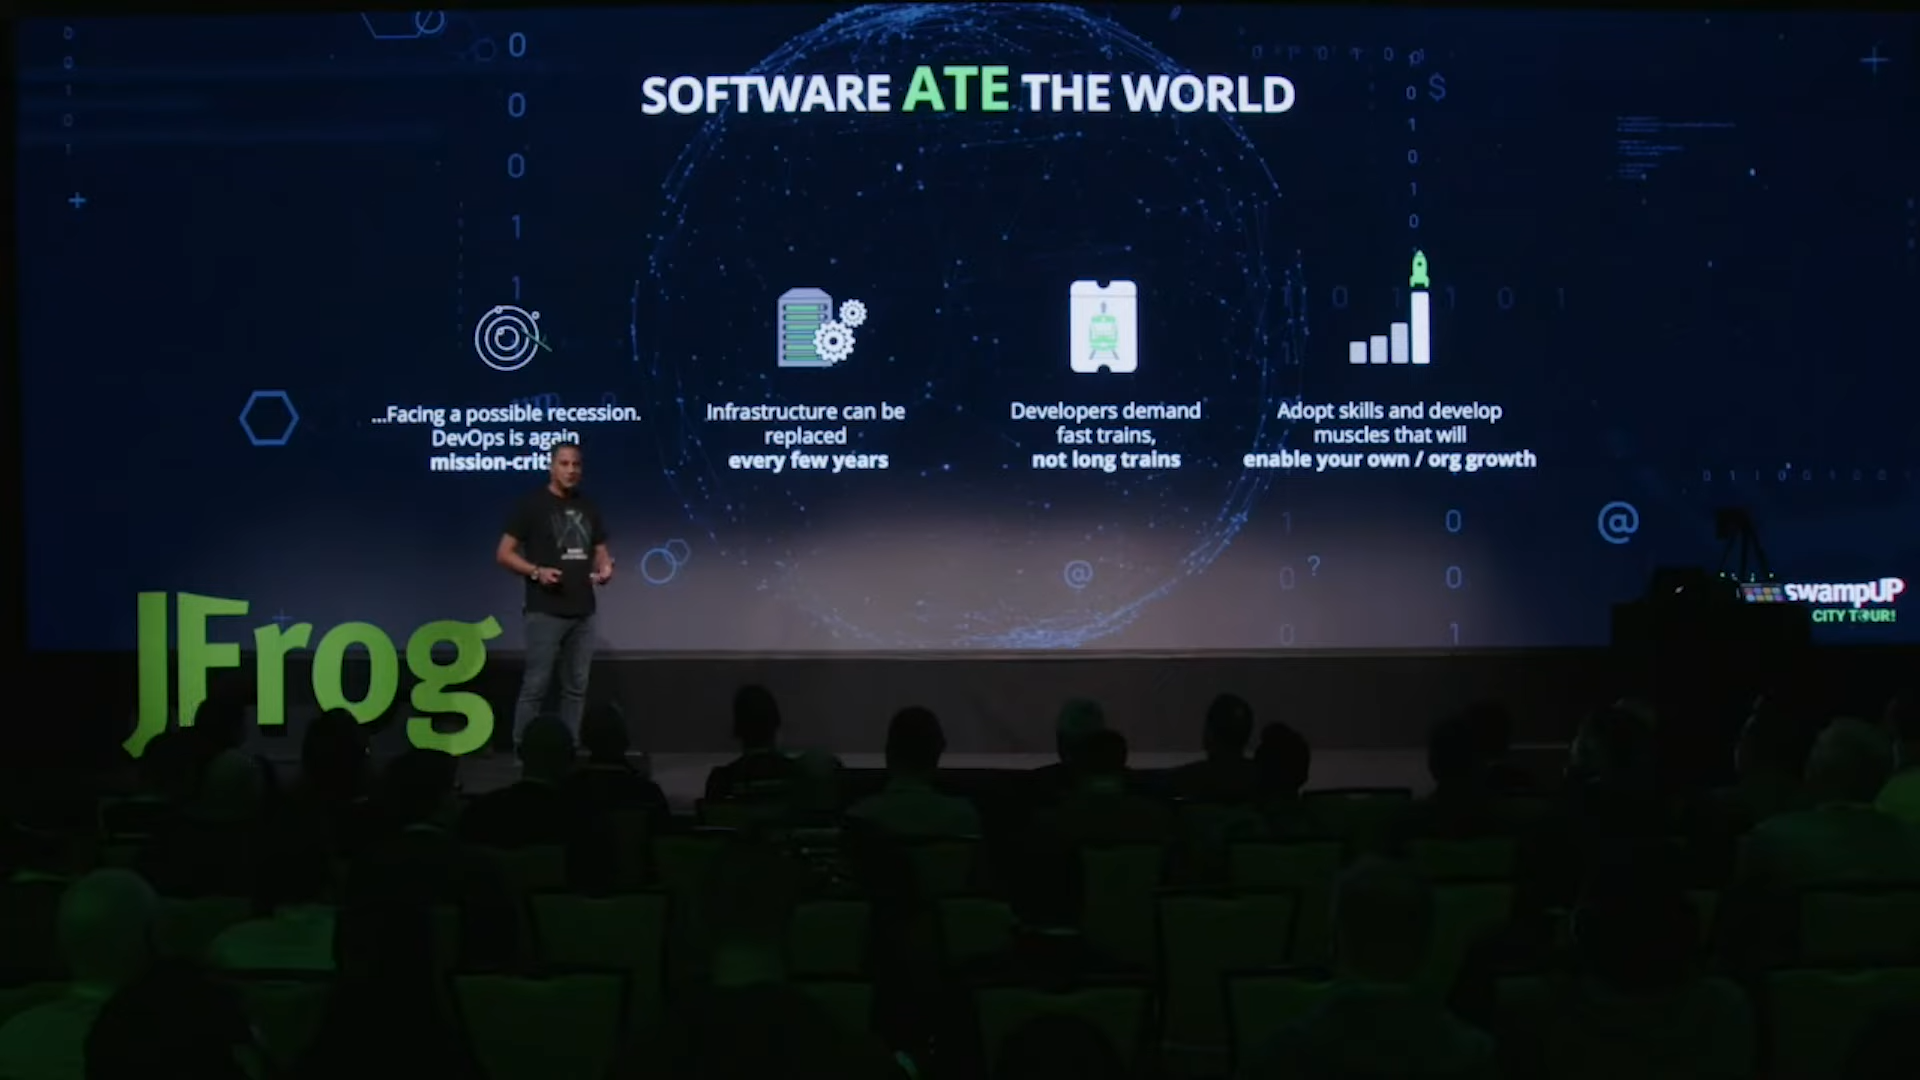 SOFTWARE ATE THE WORLD
...Facing a possible recession.
DevOps is again
mission-criti
Infrastructure can be
replaced
every few years
Developers demand
fast trains,
not long trains
Adopt skills and develop
muscles that will
enable your own / org growth
JFrog
swampUP
CITY TOUR!